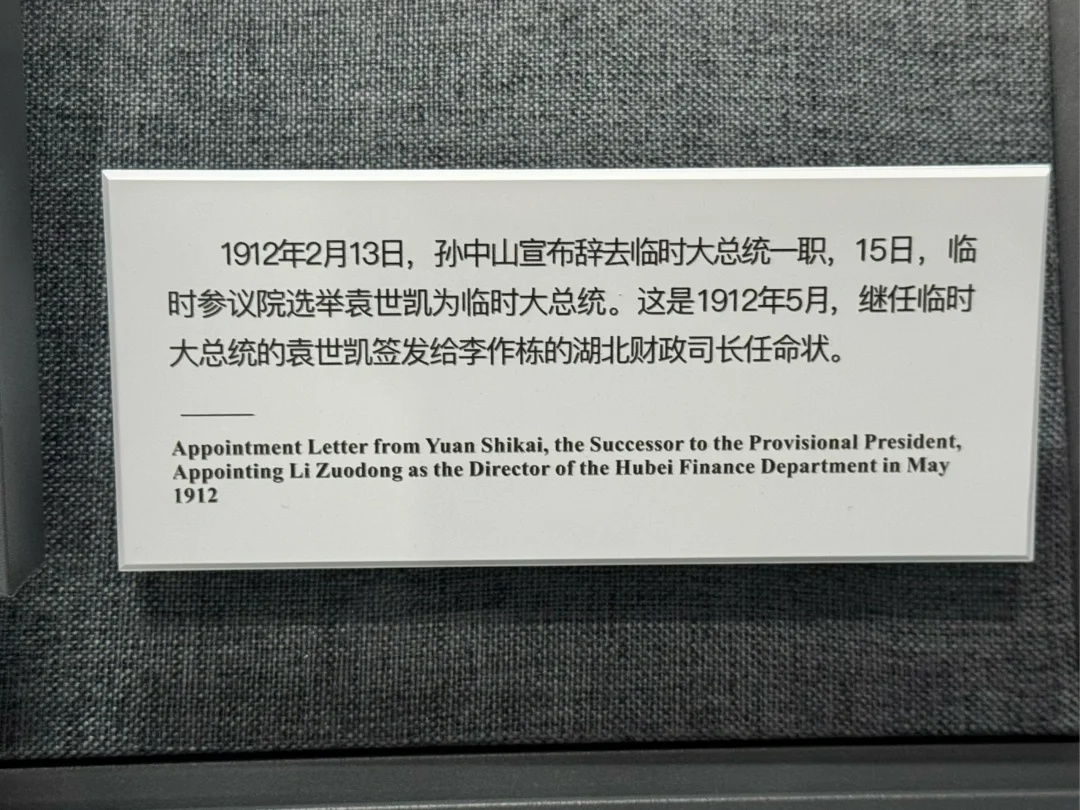 1912年2月13日，孙中山宣布辞去临时大总统一职，15日，临
时参议院选举袁世凯为临时大总统。这是1912年5月，继任临时
大总统的袁世凯签发给李作栋的湖北财政司长任命状。
Appointment Letter from Yuan Shikai, the Successor to the Provisional President,
Appointing Li Zuodong as the Director of the Hubei Finance Department in May
1912